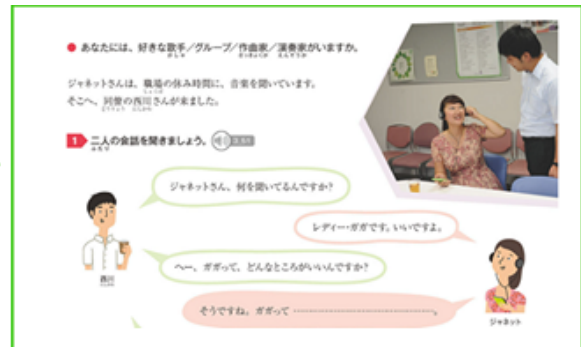 ● あなたには、好きな歌手／グループ／作曲家／演奏家がいますか。
ジャネットさんは、職場の休み時間に、音楽を聞いています。
そこへ、同僚の西川さんが来ました。
1 二人の会話を聞きましょう。
ジャネットさん、何を聞いてるんですか？
レディー・ガガです。いいですよ。
へー、ガガって、どんなところがいいんですか？
西川
そうですね。ガガって ……………………………………。
ジャネット